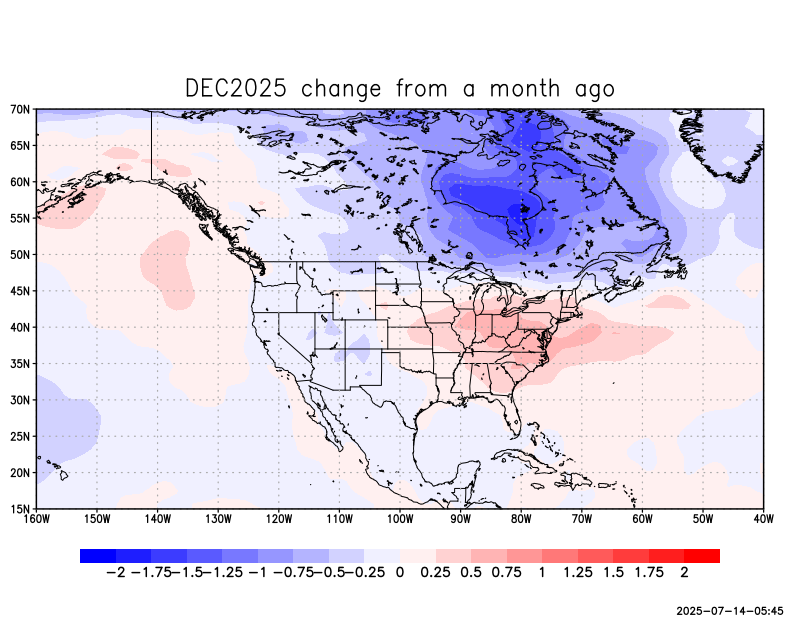 DEC2025 change from a month ago
70N
65N
60N
55N
50N
45N
40N
35N
30N
25N
20N
15N
160W 150W 140W 130W 120W 110W 100W 90W 80W 70W 60W 50W 40W
−2 −1.75 −1.5 −1.25 −1 −0.75 −0.5 −0.25 0 0.25 0.5 0.75 1 1.25 1.5 1.75 2
2025-07-14-05:45